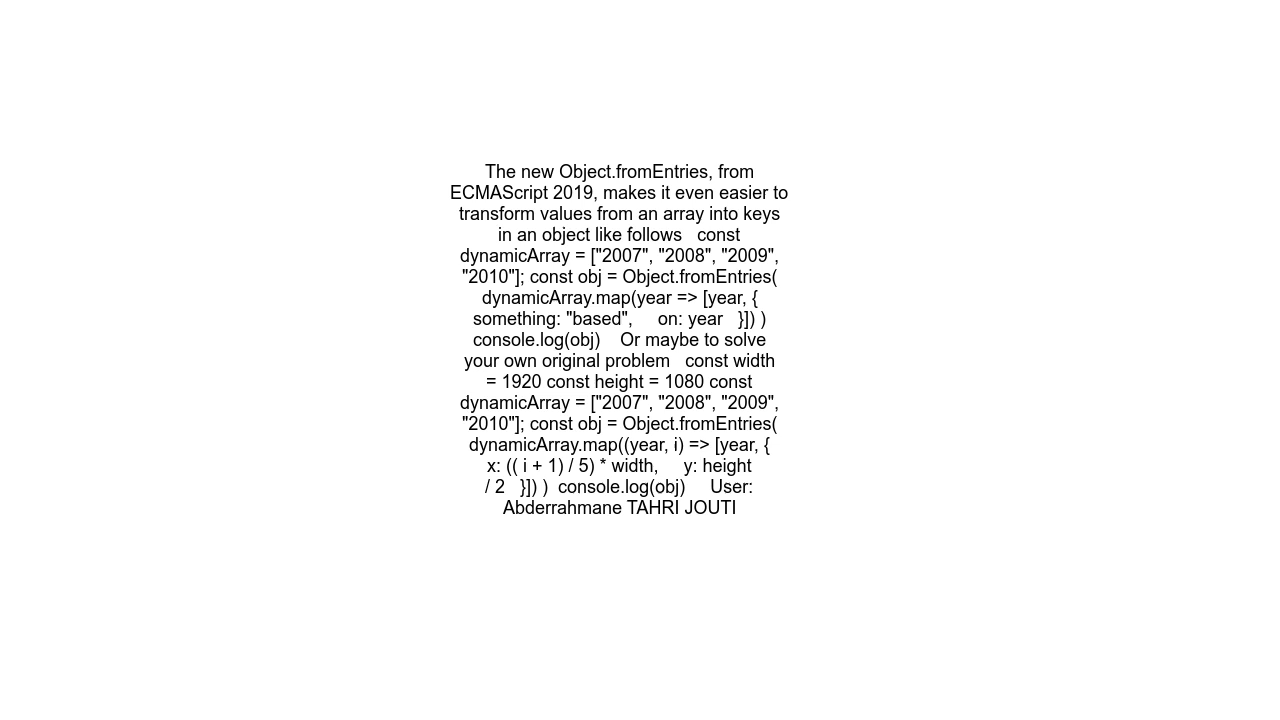 The new Object.fromEntries, from
ECMAScript 2019, makes it even easier to
transform values from an array into keys
in an object like follows   const
dynamicArray = ["2007", "2008", "2009",
"2010"]; const obj = Object.fromEntries(
dynamicArray.map(year => [year, {
something: "based",     on: year   }]) )
console.log(obj)    Or maybe to solve
your own original problem   const width
= 1920 const height = 1080 const
dynamicArray = ["2007", "2008", "2009",
"2010"]; const obj = Object.fromEntries(
dynamicArray.map((year, i) => [year, {
x: (( i + 1) / 5) * width,     y: height
/ 2   }]) )  console.log(obj)     User:
Abderrahmane TAHRI JOUTI